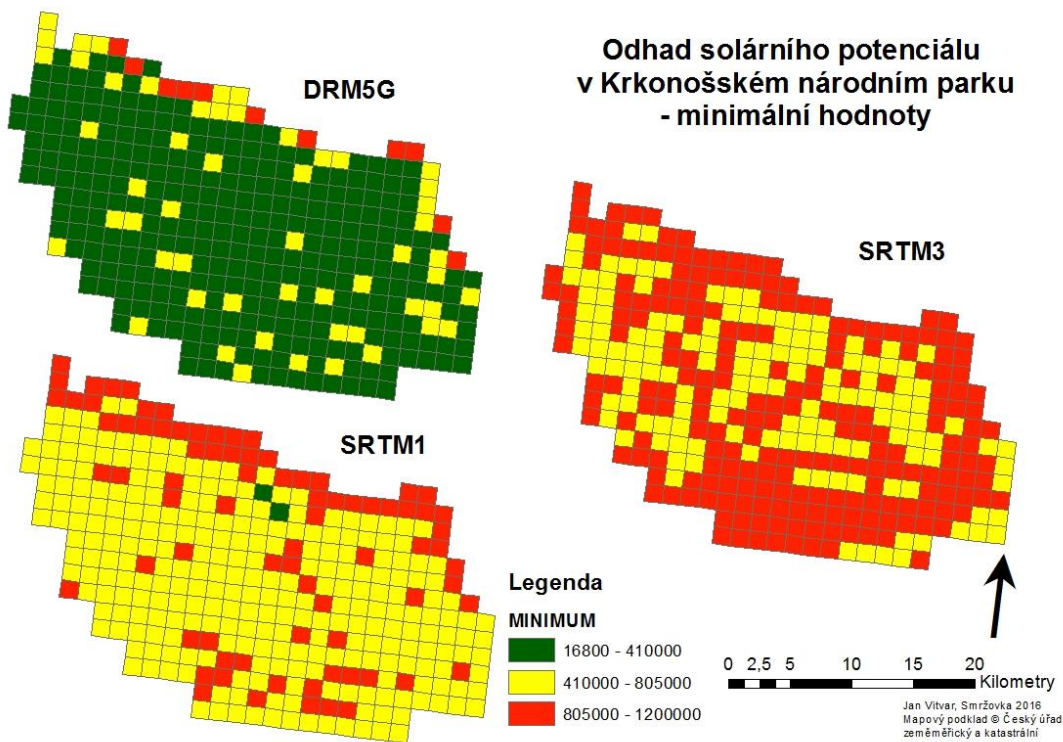 Odhad solárního potenciálu
v Krkonošském národním parku
- minimální hodnoty
DRM5G
SRTM3
SRTM1
Legenda
MINIMUM
16800 - 410000
410000 - 805000
805000 - 1200000
0 2,5 5 10 15 20 Kilometry
Jan Vitvar, Smržovka 2016
Mapový podklad © Český úřad
zeměměřický a katastrální